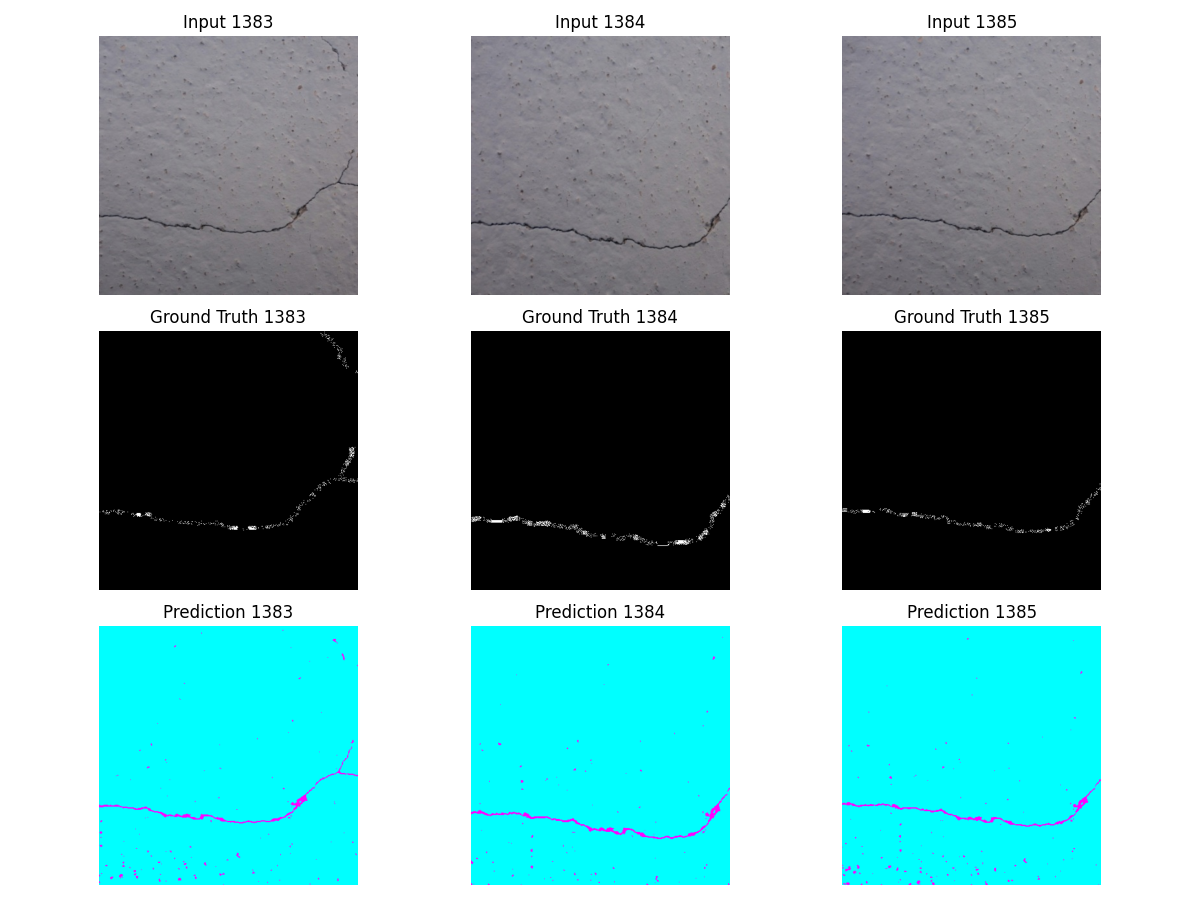 Input 1383
Input 1384
Input 1385
Ground Truth 1383
Ground Truth 1384
Ground Truth 1385
Prediction 1383
Prediction 1384
Prediction 1385